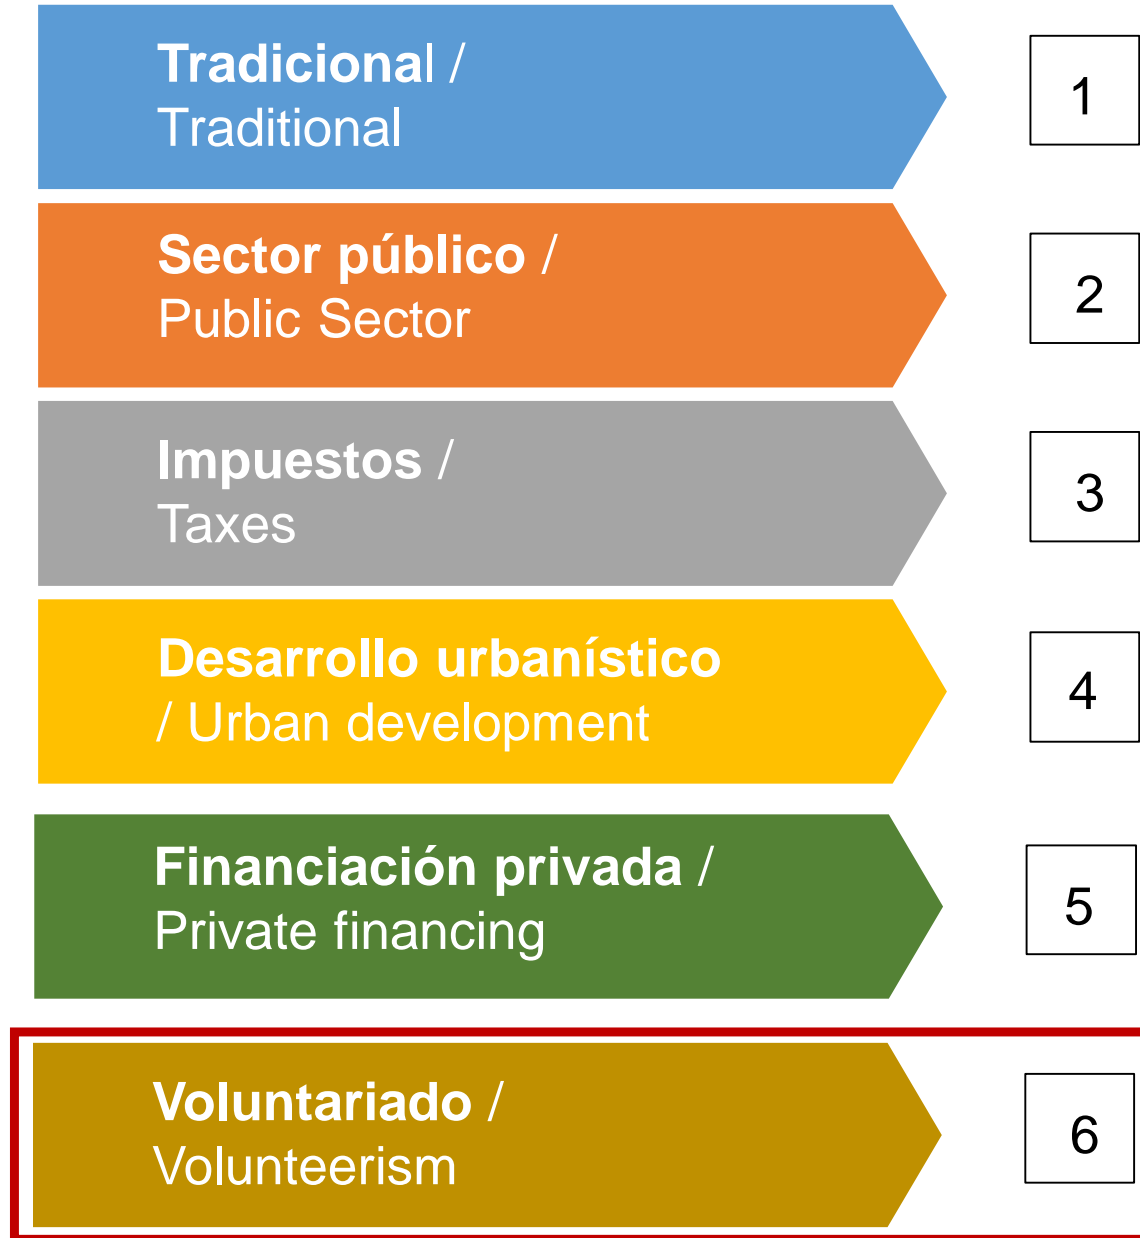 Tradicional /
Traditional
1
Sector público /
Public Sector
2
Impuestos /
Taxes
3
Desarrollo urbanístico
/ Urban development
4
Financiación privada /
Private financing
5
Voluntariado /
Volunteerism
6